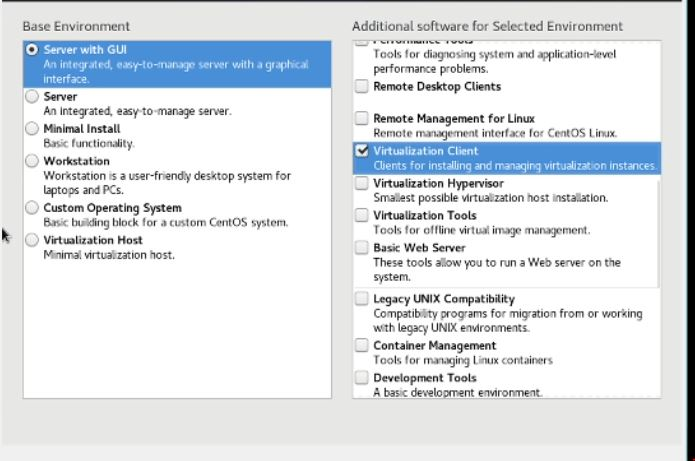 Base Environment
Server with GUI
An integrated, easy-to-manage server with a graphical
interface.
Server
An integrated, easy-to-manage server.
Minimal Install
Basic functionality.
Workstation
Workstation is a user-friendly desktop system for
laptops and PCs.
Custom Operating System
Basic building block for a custom CentOS system.
Virtualization Host
Minimal virtualization host.
Additional software for Selected Environment
Performance Tools
Tools for diagnosing system and application-level
performance problems.
Remote Desktop Clients
Remote Management for Linux
Remote management interface for CentOS Linux.
Virtualization Client
Clients for installing and managing virtualization instances.
Virtualization Hypervisor
Smallest possible virtualization host installation.
Virtualization Tools
Tools for offline virtual image management.
Basic Web Server
These tools allow you to run a Web server on the
system.
Legacy UNIX Compatibility
Compatibility programs for migration from or working
with legacy UNIX environments.
Container Management
Tools for managing Linux containers
Development Tools
A basic development environment.